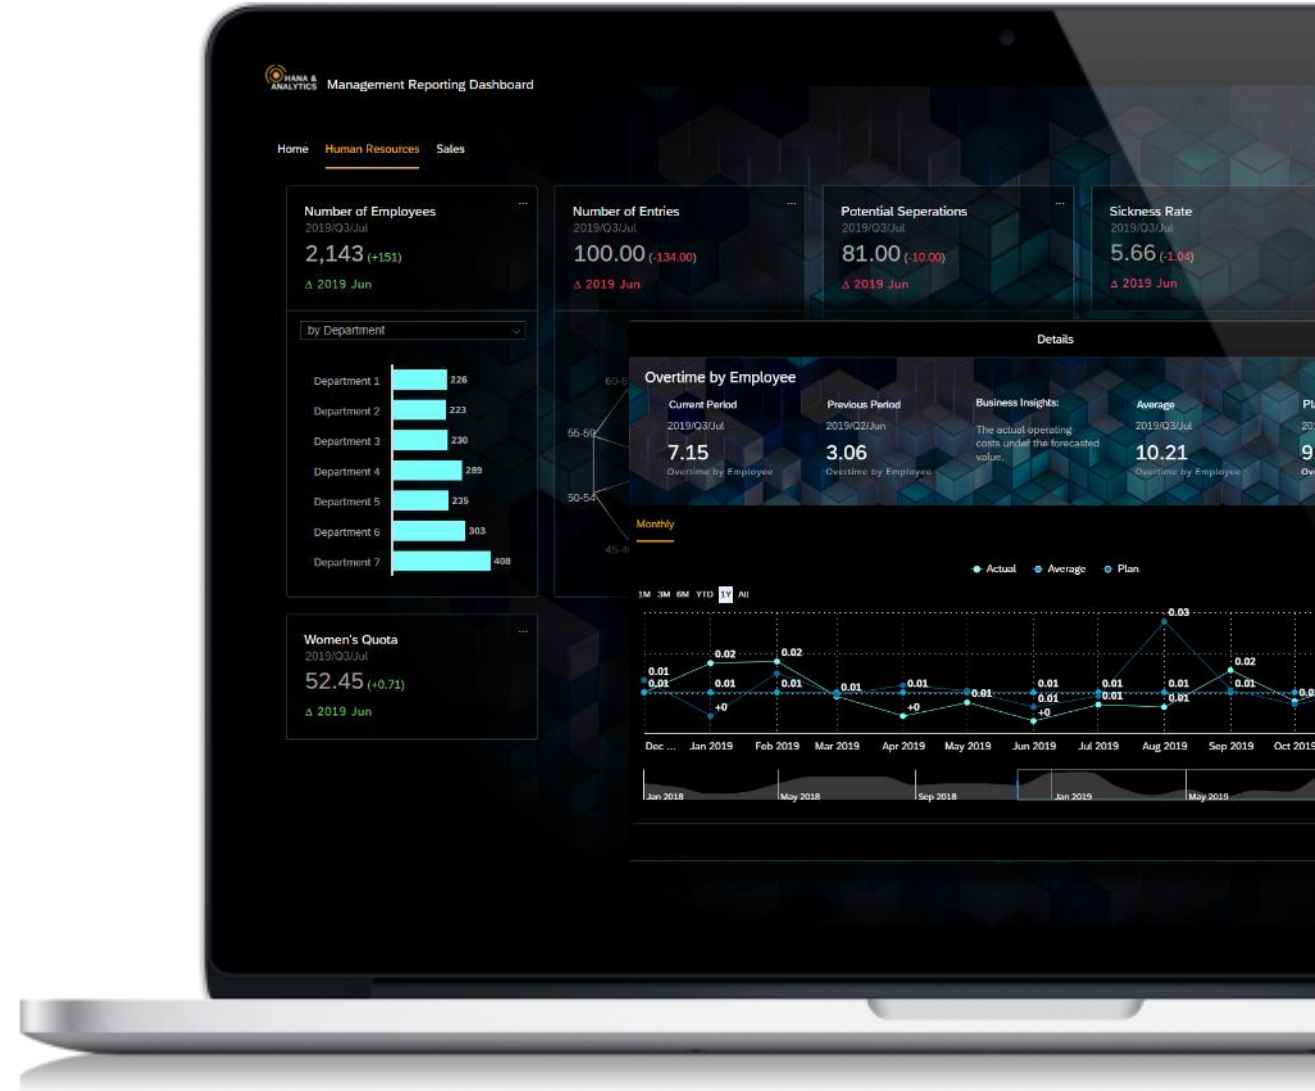 HANA &
ANALYTICS
Management Reporting Dashboard
Home Human Resources Sales
Number of Employees ...
2019/Q3/Jul
2,143 (+151)
Δ 2019 Jun
Number of Entries ...
2019/Q3/Jul
100.00 (-134.00)
Δ 2019 Jun
Potential Seperations ...
2019/Q3/Jul
81.00 (-10.00)
Δ 2019 Jun
Sickness Rate
2019/Q3/Jul
5.66 (-1.04)
Δ 2019 Jun
by Department
Department 1 226
Department 2 223
Department 3 230
Department 4 289
Department 5 235
Department 6 303
Department 7 408
55-59
50-54
Women's Quota ...
2019/Q3/Jul
52.45 (+0.71)
Δ 2019 Jun
Details
Overtime by Employee
Current Period
2019/Q3/Jul
7.15
Overtime by Employee
Previous Period
2019/Q2/Jun
3.06
Overtime by Employee
Business Insights:
The actual operating
costs under the forecasted
value.
Average
2019/Q3/Jul
10.21
Overtime by Employee
Monthly
Actual Average Plan
1M 3M 6M YTD 1Y All
0.03
0.02 0.02 0.02
0.01
0.01 0.01 0.01 0.01 0.01 0.01 0.01 0.01 0.01 0.01
0.01 0.01 0.01
+0 +0 +0
Dec ... Jan 2019 Feb 2019 Mar 2019 Apr 2019 May 2019 Jun 2019 Jul 2019 Aug 2019 Sep 2019 Oct 2019
Jan 2018 May 2018 Sep 2018 Jan 2019 May 2019